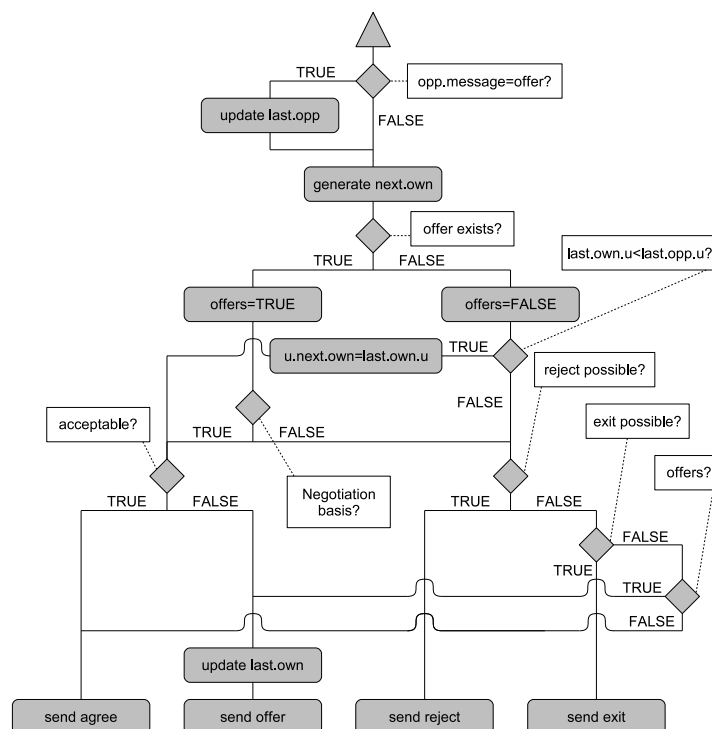 TRUE
opp.message=offer?
update last.opp
FALSE
generate next.own
offer exists?
last.own.u<last.opp.u?
TRUE
FALSE
offers=TRUE
offers=FALSE
u.next.own=last.own.u
TRUE
reject possible?
FALSE
acceptable?
exit possible?
TRUE
FALSE
offers?
Negotiation
basis?
TRUE
FALSE
TRUE
FALSE
FALSE
TRUE
TRUE
FALSE
update last.own
send agree
send offer
send reject
send exit